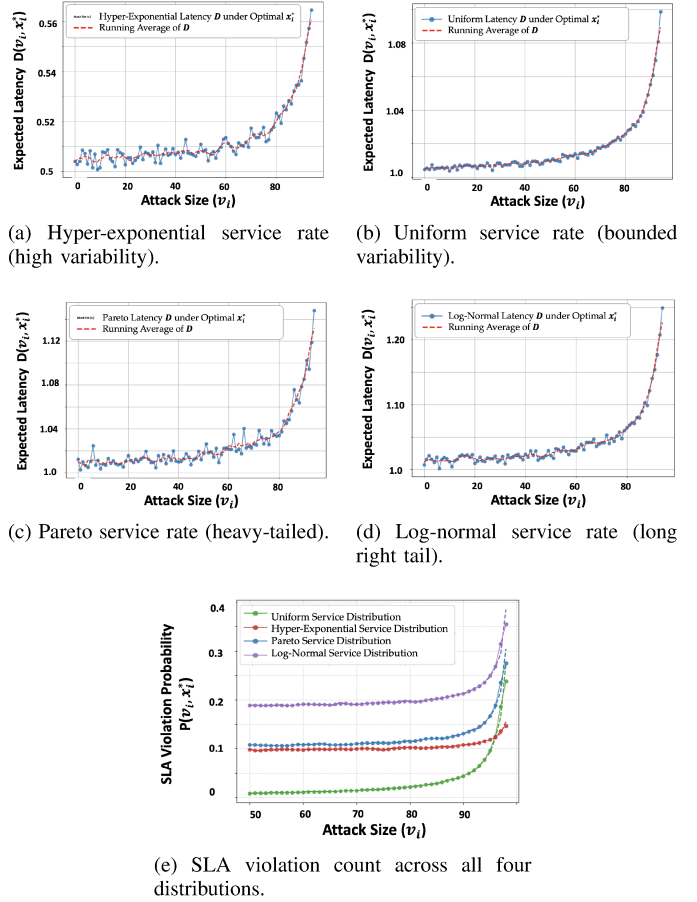 Hyper-Exponential Latency D under Optimal x_i^*
Running Average of D
Expected Latency D(v_i, x_i^*)
0.56
0.54
0.52
0.5
0 20 40 60 80
Attack Size (v_i)
(a) Hyper-exponential service rate
(high variability).
Uniform Latency D under Optimal x_i^*
Running Average of D
Expected Latency D(v_i, x_i^*)
1.08
1.04
1.0
0 20 40 60 80
Attack Size (v_i)
(b) Uniform service rate (bounded
variability).
Pareto Latency D under Optimal x_i^*
Running Average of D
Expected Latency D(v_i, x_i^*)
1.12
1.08
1.04
1.0
0 20 40 60 80
Attack Size (v_i)
(c) Pareto service rate (heavy-tailed).
Log-Normal Latency D under Optimal x_i^*
Running Average of D
Expected Latency D(v_i, x_i^*)
1.20
1.10
1.0
0 20 40 60 80
Attack Size (v_i)
(d) Log-normal service rate (long
right tail).
Uniform Service Distribution
Hyper-Exponential Service Distribution
Pareto Service Distribution
Log-Normal Service Distribution
SLA Violation Probability
P(v_i, x_i^*)
0.4
0.3
0.2
0.1
0
50 60 70 80 90
Attack Size (v_i)
(e) SLA violation count across all four
distributions.